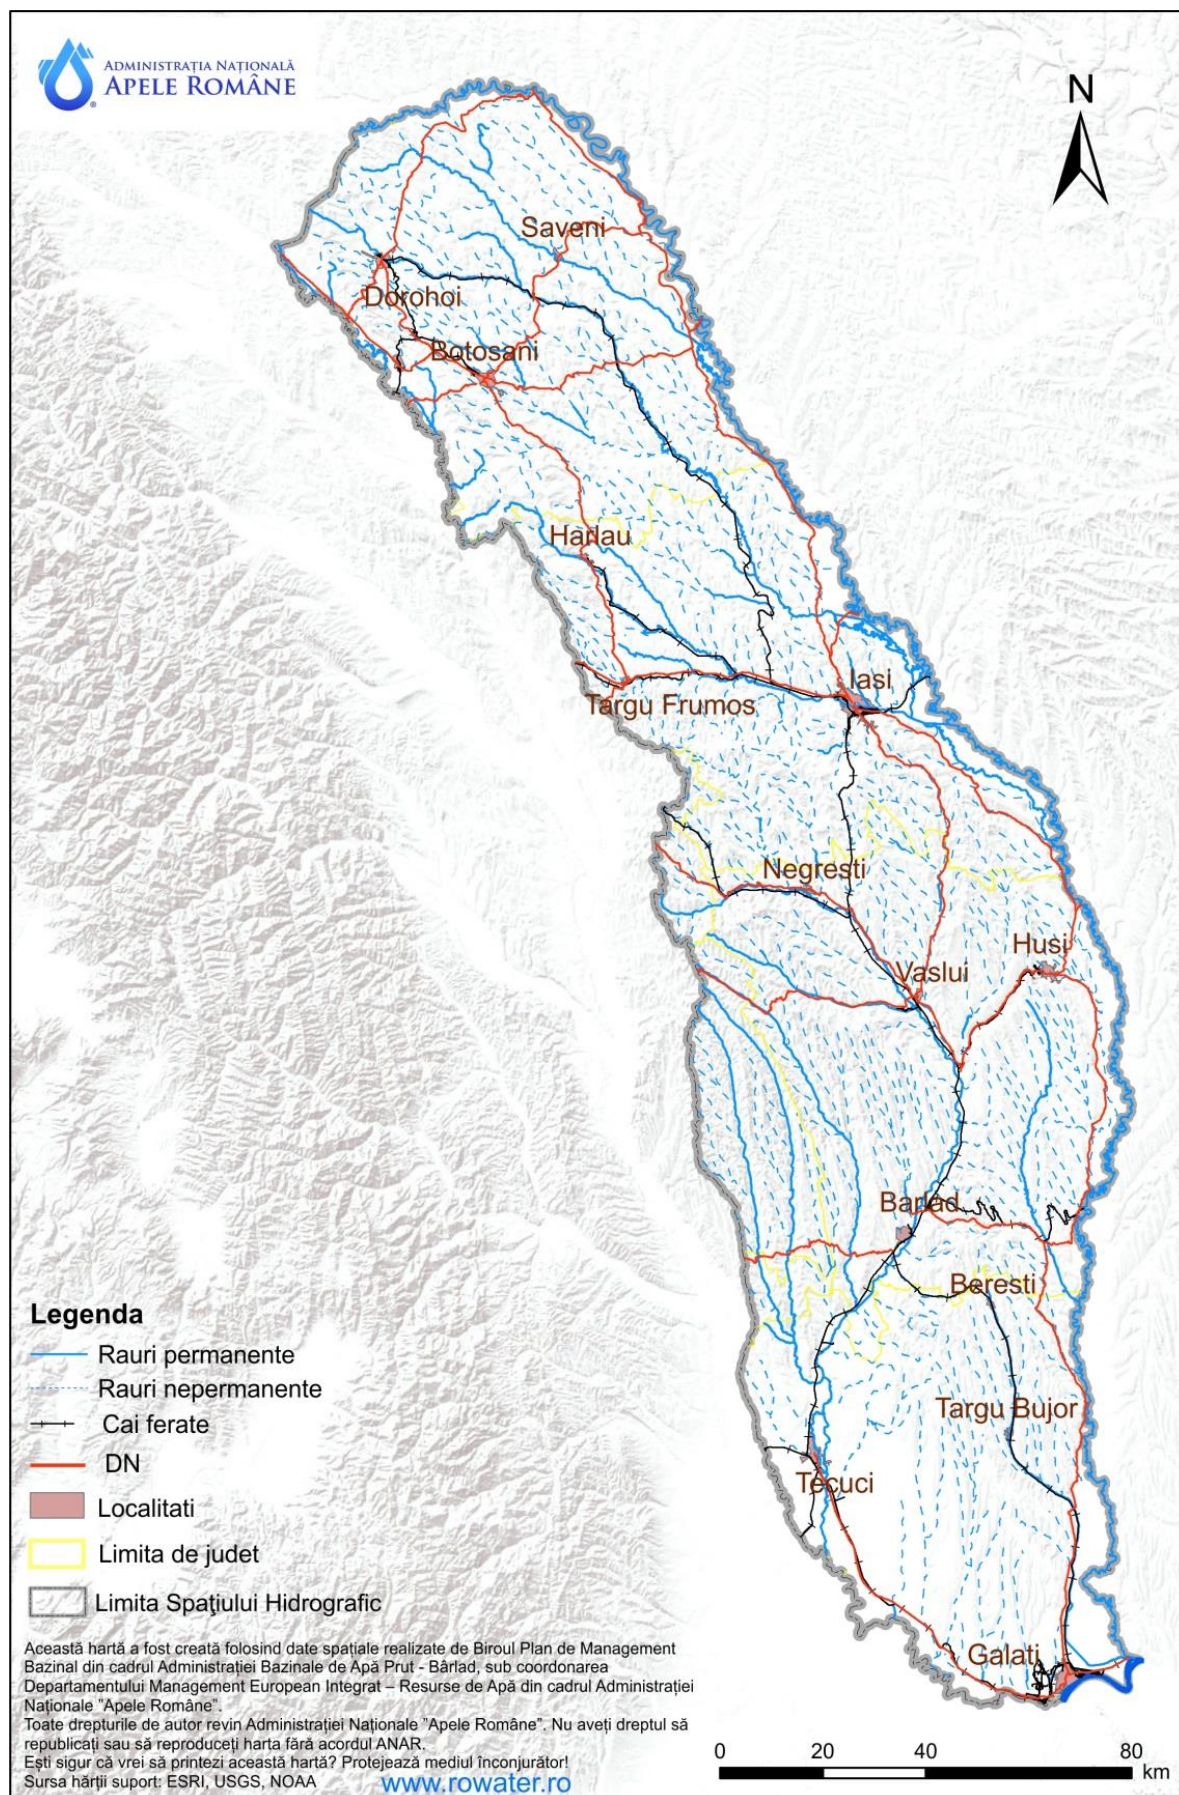 ADMINISTRAȚIA NAȚIONALĂ
APELE ROMÂNE
®
N
Saveni
Dorohoi
Botosani
Harlau
Iasi
Targu Frumos
Negresti
Husi
Vaslui
Barlad
Beresti
Targu Bujor
Tecuci
Galati
Legenda
Rauri permanente
Rauri nepermanente
Cai ferate
DN
Localitati
Limita de judet
Limita Spaţiului Hidrografic
Această hartă a fost creată folosind date spațiale realizate de Biroul Plan de Management
Bazinal din cadrul Administrației Bazinale de Apă Prut - Bârlad, sub coordonarea
Departamentului Management European Integrat – Resurse de Apă din cadrul Administrației
Naționale "Apele Române".
Toate drepturile de autor revin Administrației Naționale "Apele Române". Nu aveți dreptul să
republicați sau să reproduceți harta fără acordul ANAR.
Ești sigur că vrei să printezi această hartă? Protejează mediul înconjurător!
Sursa hărții suport: ESRI, USGS, NOAA
www.rowater.ro
0 20 40 80
km